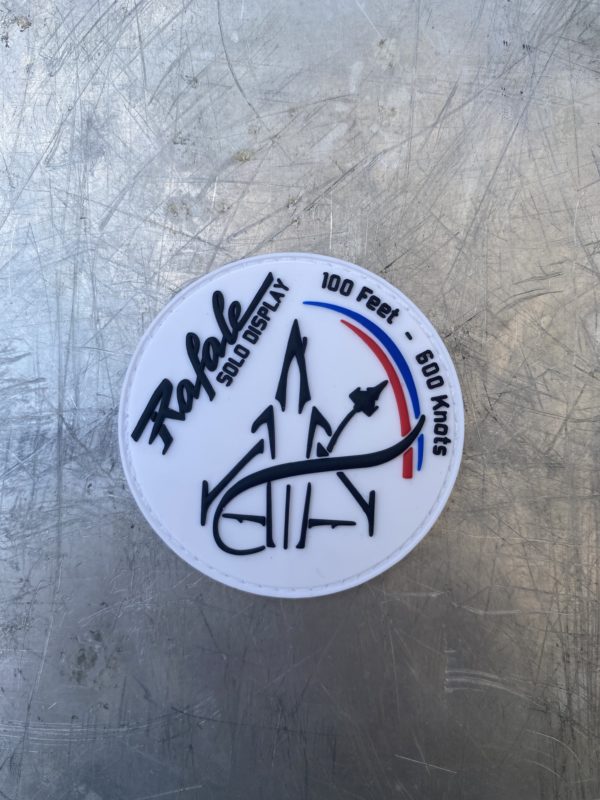 Rafale
SOLO DISPLAY
100 Feet - 600 Knots